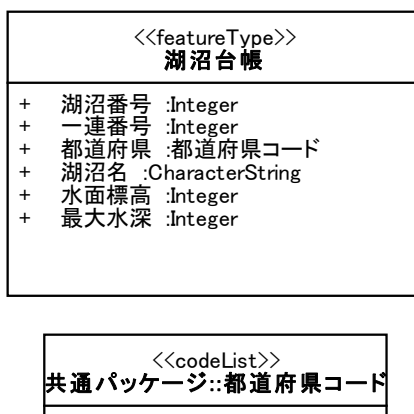 <<featureType>>
湖沼台帳
+ 湖沼番号 :Integer
+ 一連番号 :Integer
+ 都道府県 :都道府県コード
+ 湖沼名 :CharacterString
+ 水面標高 :Integer
+ 最大水深 :Integer
<<codeList>>
共通パッケージ::都道府県コード